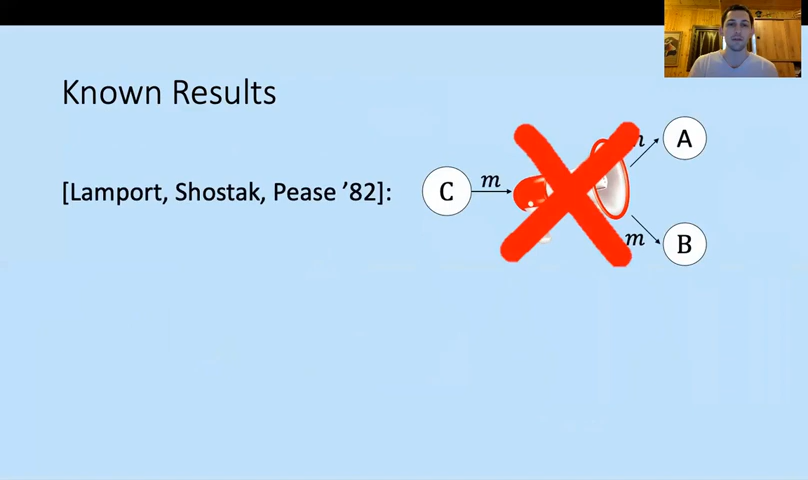 Known Results
[Lamport, Shostak, Pease ’82]:
C
m
A
m
B